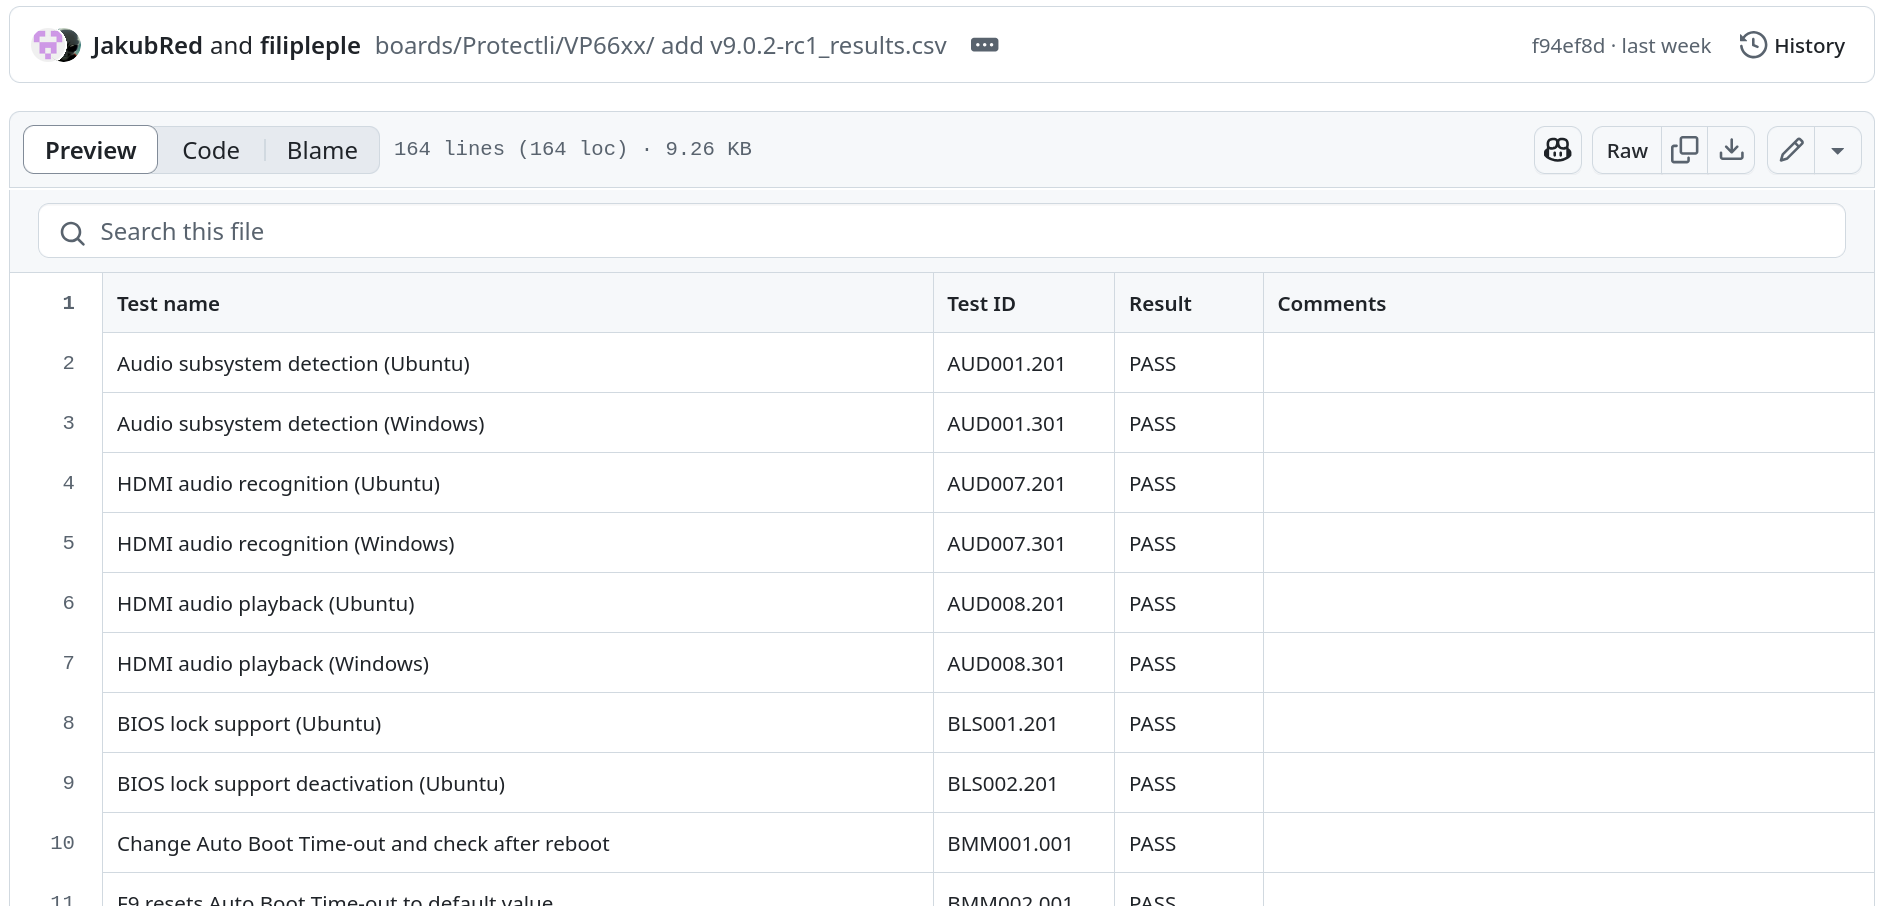 JakubRed and filipleple boards/Protectli/VP66xx/ add v9.0.2-rc1_results.csv f94ef8d · last week History
Preview Code Blame 164 lines (164 loc) · 9.26 KB Raw
Search this file
1 Test name Test ID Result Comments
2 Audio subsystem detection (Ubuntu) AUD001.201 PASS
3 Audio subsystem detection (Windows) AUD001.301 PASS
4 HDMI audio recognition (Ubuntu) AUD007.201 PASS
5 HDMI audio recognition (Windows) AUD007.301 PASS
6 HDMI audio playback (Ubuntu) AUD008.201 PASS
7 HDMI audio playback (Windows) AUD008.301 PASS
8 BIOS lock support (Ubuntu) BLS001.201 PASS
9 BIOS lock support deactivation (Ubuntu) BLS002.201 PASS
10 Change Auto Boot Time-out and check after reboot BMM001.001 PASS
11 F9 resets Auto Boot Time-out to default value BMM002.001 PASS